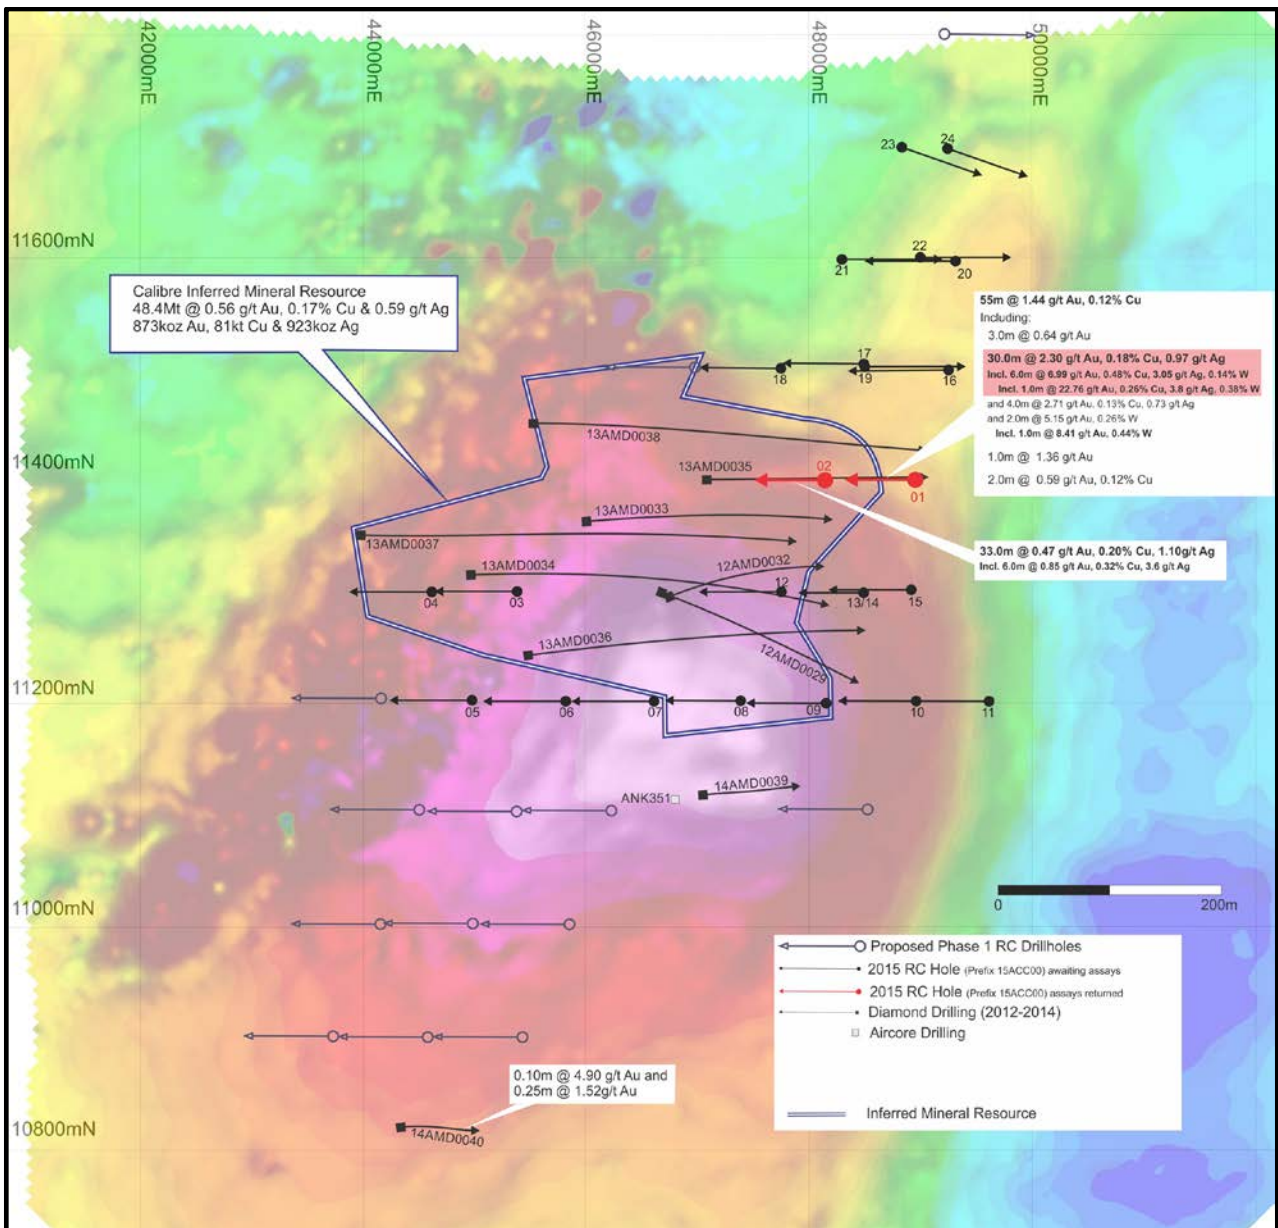 42000mE
44000mE
46000mE
48000mE
50000mE
23
24
11600mN
22
21
20
Calibre Inferred Mineral Resource
48.4Mt @ 0.56 g/t Au, 0.17% Cu & 0.59 g/t Ag
873koz Au, 81kt Cu & 923koz Ag
55m @ 1.44 g/t Au, 0.12% Cu
Including:
3.0m @ 0.64 g/t Au
30.0m @ 2.30 g/t Au, 0.18% Cu, 0.97 g/t Ag
Incl. 6.0m @ 6.99 g/t Au, 0.48% Cu, 3.05 g/t Ag, 0.14% W
Incl. 1.0m @ 22.76 g/t Au, 0.26% Cu, 3.8 g/t Ag, 0.38% W
and 4.0m @ 2.71 g/t Au, 0.13% Cu, 0.73 g/t Ag
and 2.0m @ 5.15 g/t Au, 0.26% W
Incl. 1.0m @ 8.41 g/t Au, 0.44% W
1.0m @ 1.36 g/t Au
2.0m @ 0.59 g/t Au, 0.12% Cu
17
18
19
16
13AMD0038
11400mN
13AMD0035
02
01
13AMD0033
13AMD0037
33.0m @ 0.47 g/t Au, 0.20% Cu, 1.10g/t Ag
Incl. 6.0m @ 0.85 g/t Au, 0.32% Cu, 3.6 g/t Ag
13AMD0034
12AMD0032
12
04
03
13/14
15
13AMD0036
12AMD0029
11200mN
05
06
07
08
09
10
11
14AMD0039
ANK351
11000mN
0
200m
Proposed Phase 1 RC Drillholes
2015 RC Hole (Prefix 15ACC00) awaiting assays
2015 RC Hole (Prefix 15ACC00) assays returned
Diamond Drilling (2012-2014)
Aircore Drilling
Inferred Mineral Resource
0.10m @ 4.90 g/t Au and
0.25m @ 1.52g/t Au
10800mN
14AMD0040